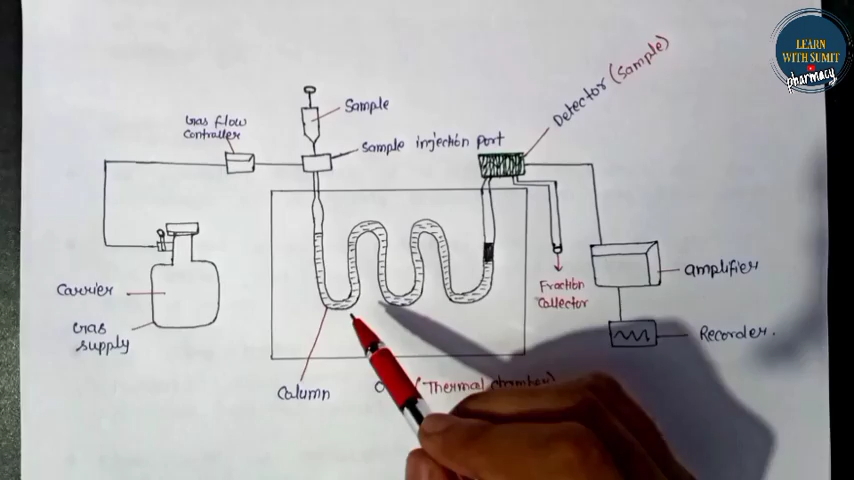 LEARN
WITH SUMIT
pharmacy
Detector (Sample)
Sample
Gas flow
controller
Sample injection port
Carrier
Gas
supply
Fraction
Collector
amplifier
Recorder.
Column
(Thermal chamber)